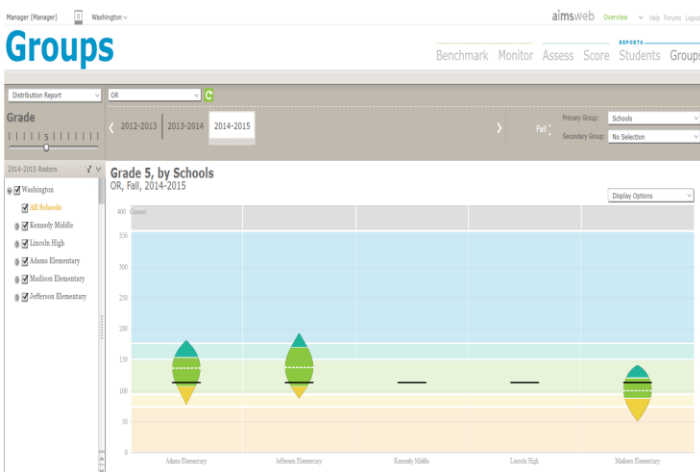 Manager (Manager) 0 Washington
aimsweb Overview Help Forums Logout
Groups
REPORTS
Benchmark Monitor Assess Score Students Groups
Distribution Report OR C
Grade
5
2012-2013 2013-2014 2014-2015
Fall
Primary Group: Schools
Secondary Group: No Selection
2014-2015 Rosters
Washington
All Schools
Kennedy Middle
Lincoln High
Adams Elementary
Madison Elementary
Jefferson Elementary
Grade 5, by Schools
OR, Fall, 2014-2015
Display Options
400 Correct
350
300
250
200
150
100
50
0
Adams Elementary Jefferson Elementary Kennedy Middle Lincoln High Madison Elementary